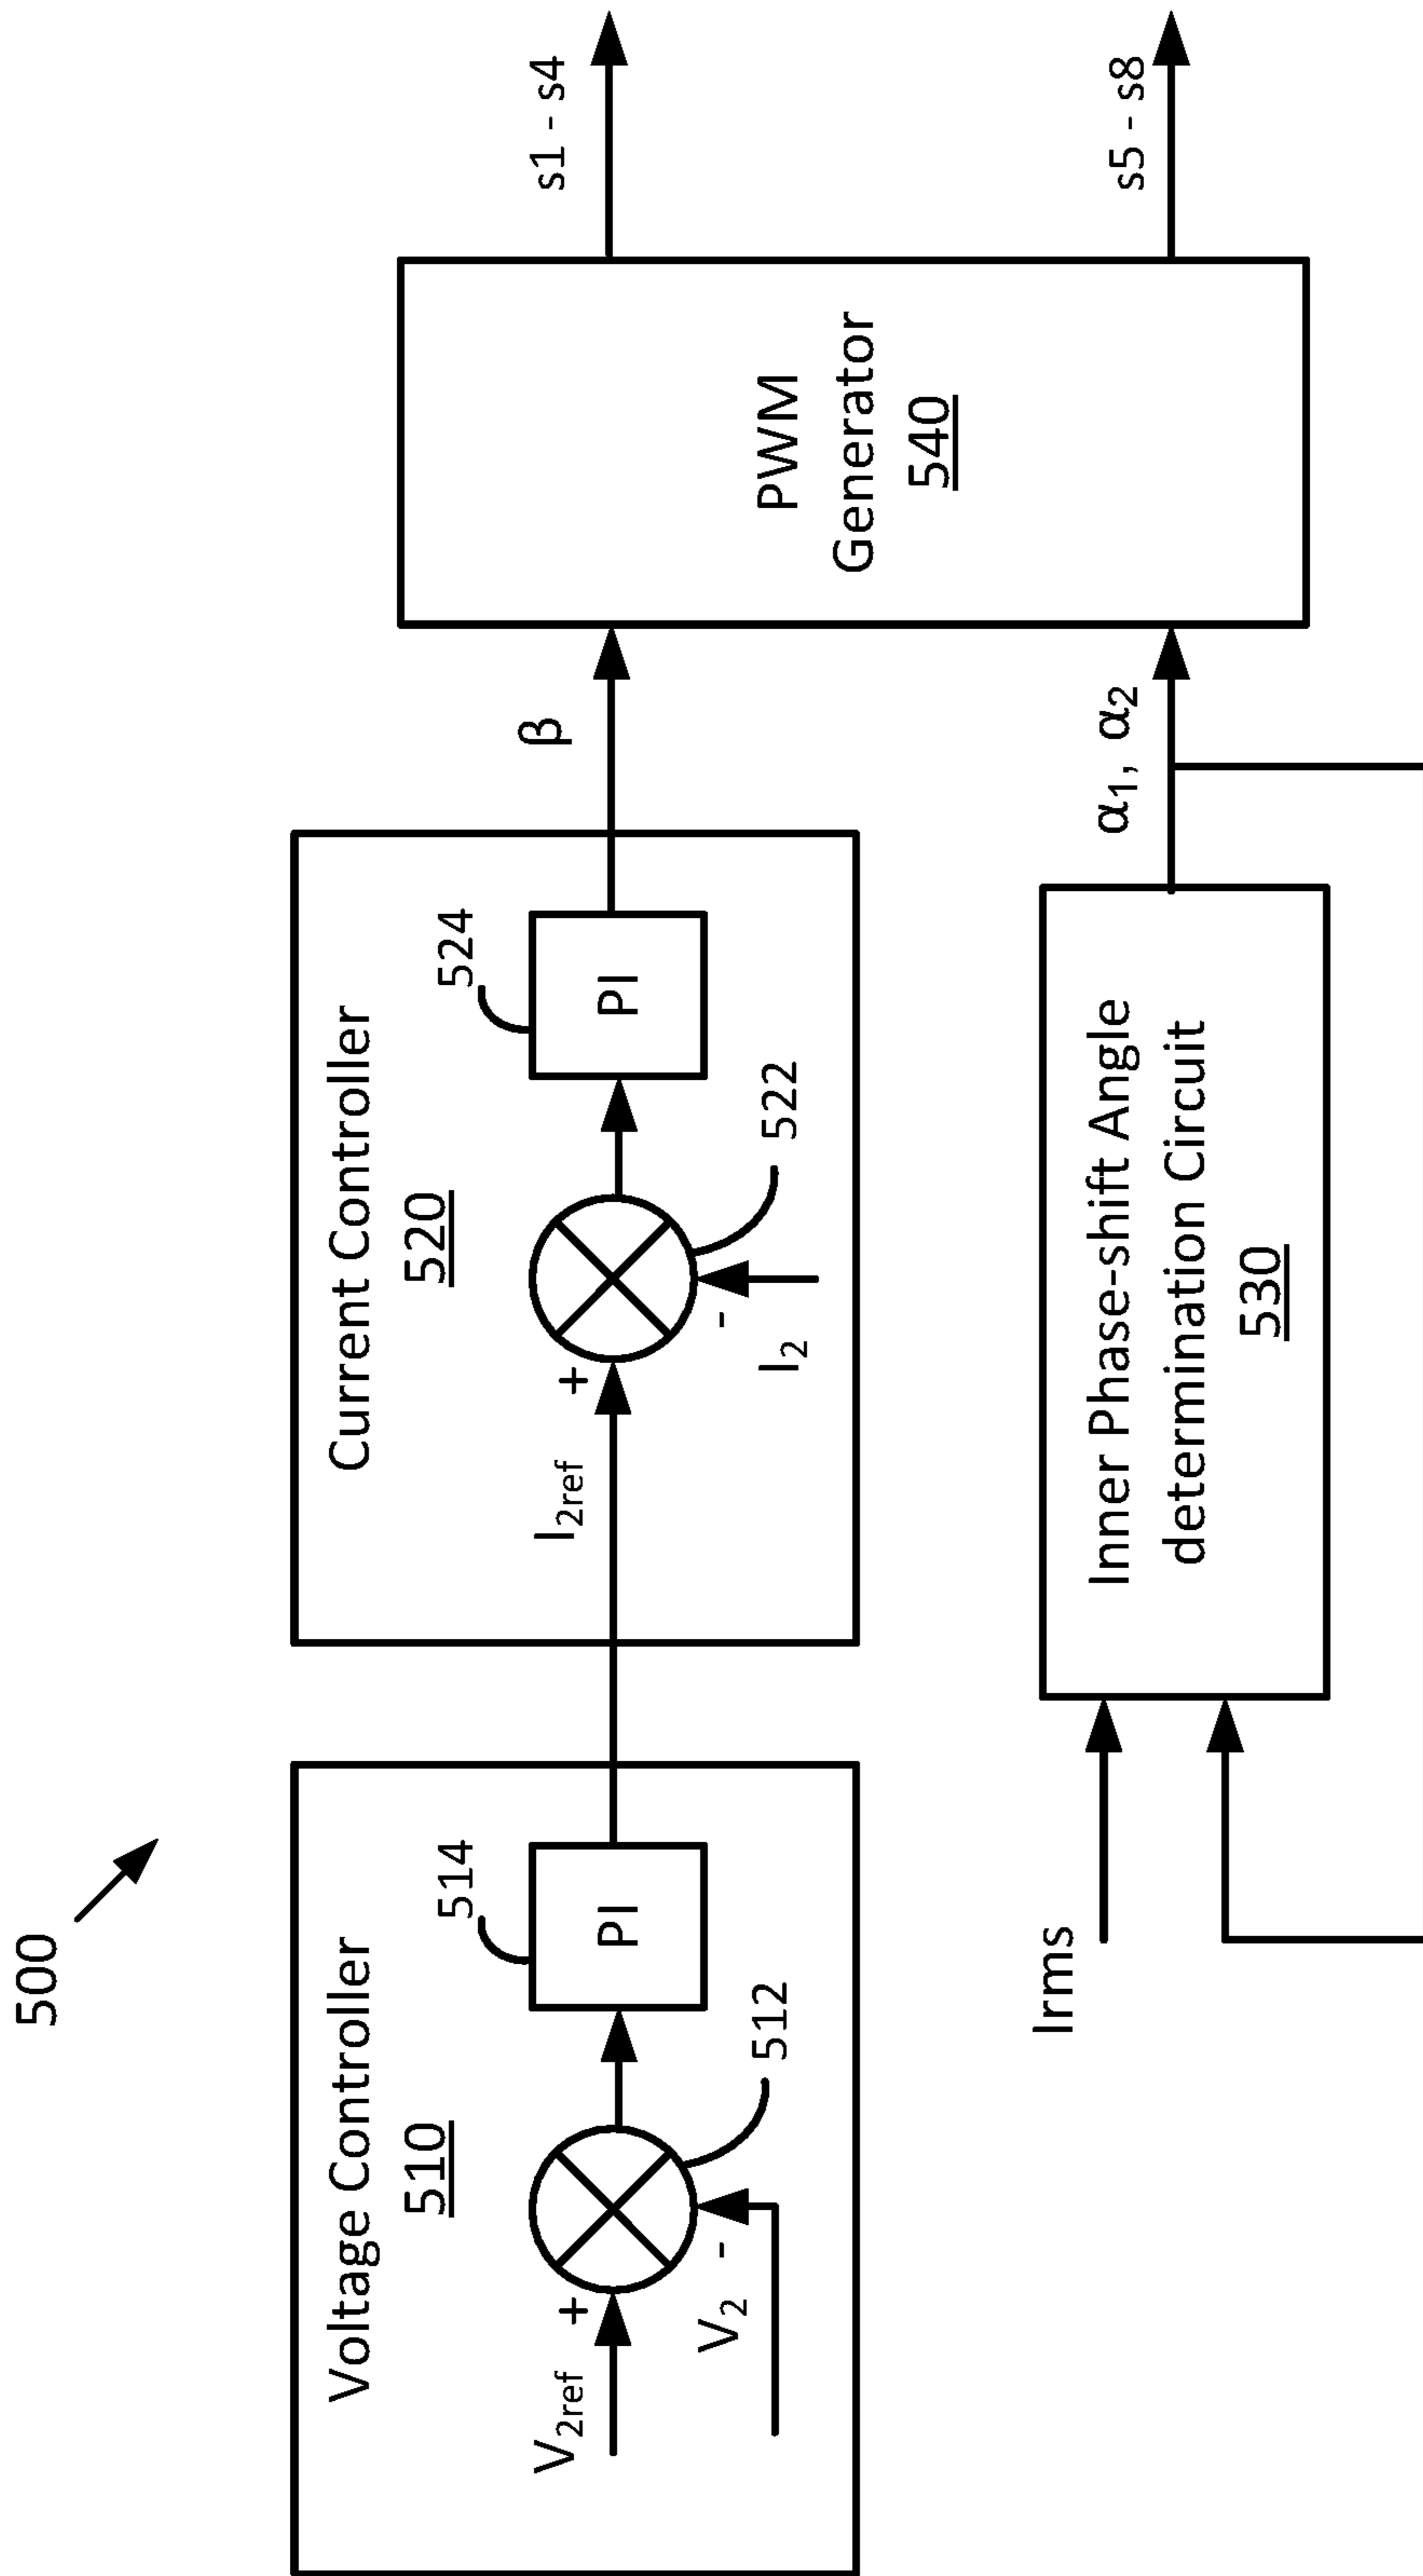 500
Voltage Controller
510
V2ref
+
V2
-
512
514
PI
Current Controller
520
I2ref
+
I2
-
522
524
PI
β
Irms
Inner Phase-shift Angle
determination Circuit
530
α1, α2
PWM
Generator
540
s1 - s4
s5 - s8